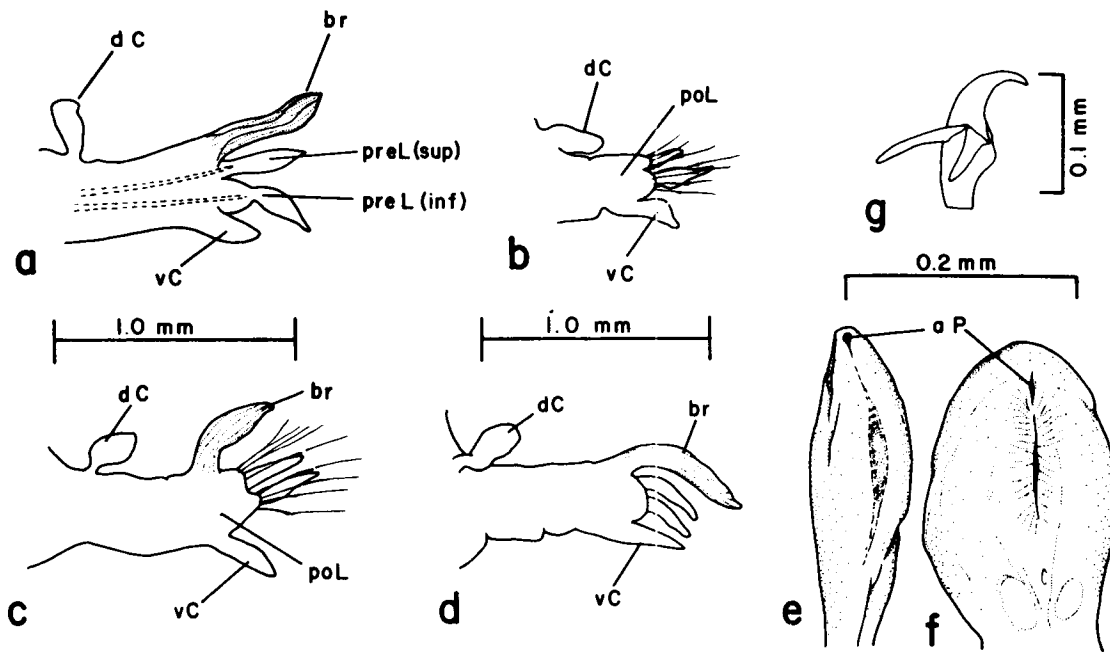 dC
br
preL (sup)
preL (inf)
vC
a
dC
poL
vC
b
0.1 mm
g
1.0 mm
dC
br
poL
vC
c
1.0 mm
dC
br
vC
d
0.2 mm
aP
e
f